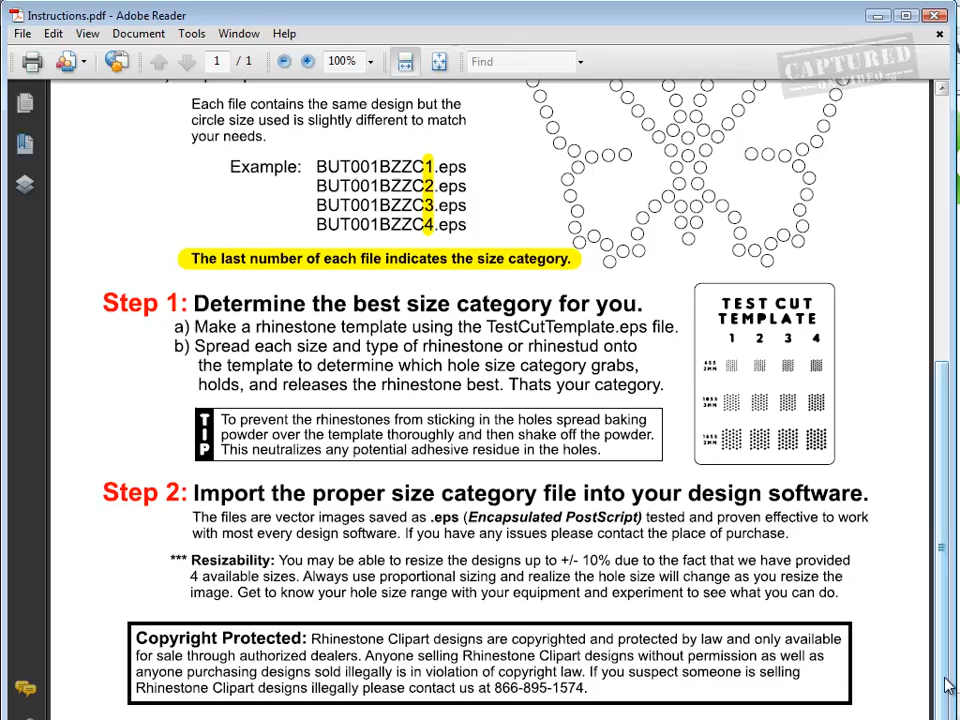 Instructions.pdf - Adobe Reader
File Edit View Document Tools Window Help
1 / 1 100% Find
CAPTURED
ON VIDEO
Each file contains the same design but the
circle size used is slightly different to match
your needs.
Example: BUT001BZZC1.eps
BUT001BZZC2.eps
BUT001BZZC3.eps
BUT001BZZC4.eps
The last number of each file indicates the size category.
Step 1: Determine the best size category for you.
a) Make a rhinestone template using the TestCutTemplate.eps file.
b) Spread each size and type of rhinestone or rhinestud onto
the template to determine which hole size category grabs,
holds, and releases the rhinestone best. Thats your category.
TEST CUT
TEMPLATE
1 2 3 4
6SS
2MM
10SS
3MM
TIP
To prevent the rhinestones from sticking in the holes spread baking
powder over the template thoroughly and then shake off the powder.
This neutralizes any potential adhesive residue in the holes.
Step 2: Import the proper size category file into your design software.
The files are vector images saved as .eps (Encapsulated PostScript) tested and proven effective to work
with most every design software. If you have any issues please contact the place of purchase.
*** Resizability: You may be able to resize the designs up to +/- 10% due to the fact that we have provided
4 available sizes. Always use proportional sizing and realize the hole size will change as you resize the
image. Get to know your hole size range with your equipment and experiment to see what you can do.
Copyright Protected: Rhinestone Clipart designs are copyrighted and protected by law and only available
for sale through authorized dealers. Anyone selling Rhinestone Clipart designs without permission as well as
anyone purchasing designs sold illegally is in violation of copyright law. If you suspect someone is selling
Rhinestone Clipart designs illegally please contact us at 866-895-1574.